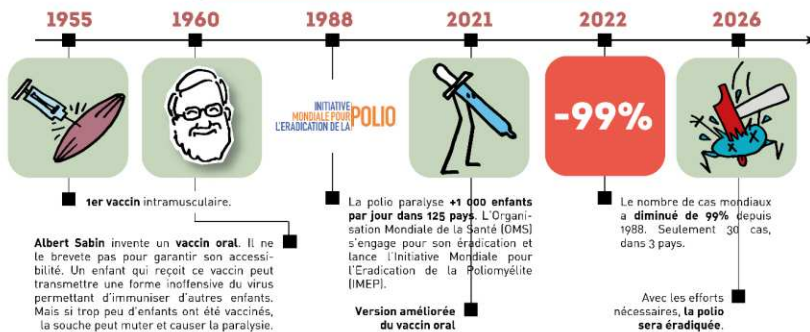 1955
1960
1988
2021
2022
2026
INITIATIVE
MONDIALE POUR
L'ERADICATION DE LA
POLIO
-99%
1er vaccin intramusculaire.
Albert Sabin invente un vaccin oral. Il ne
le brevete pas pour garantir son accessi-
bilité. Un enfant qui reçoit ce vaccin peut
transmettre une forme inoffensive du virus
permettant d'immuniser d'autres enfants.
Mais si trop peu d'enfants ont été vaccinés,
la souche peut muter et causer la paralysie.
La polio paralyse +1 000 enfants
par jour dans 125 pays. L'Organi-
sation Mondiale de la Santé (OMS)
s'engage pour son éradication et
lance l'Initiative Mondiale pour
l'Eradication de la Poliomyélite
(IMEP).
Version améliorée
du vaccin oral
Le nombre de cas mondiaux
a diminué de 99% depuis
1988. Seulement 30 cas,
dans 3 pays.
Avec les efforts
nécessaires, la polio
sera éradiquée.